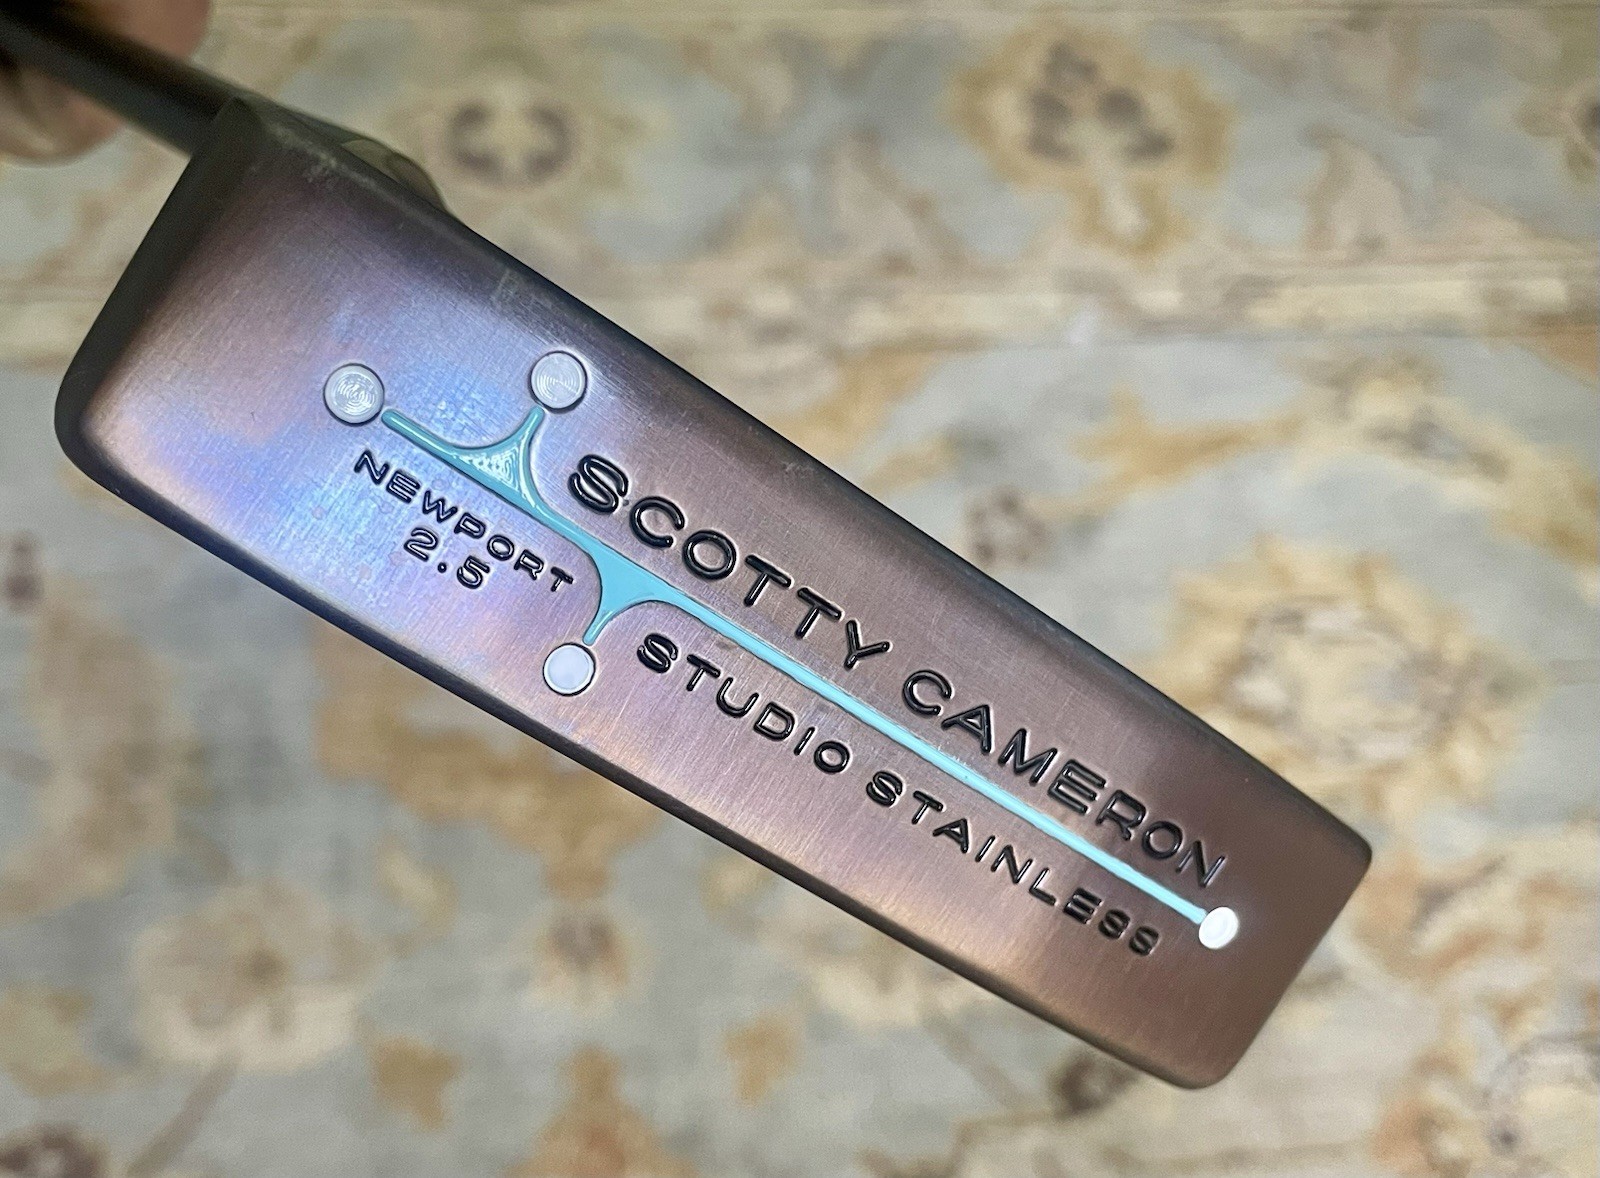 SCOTTY CAMERON
STUDIO STAINLESS
NEWPORT
2.5